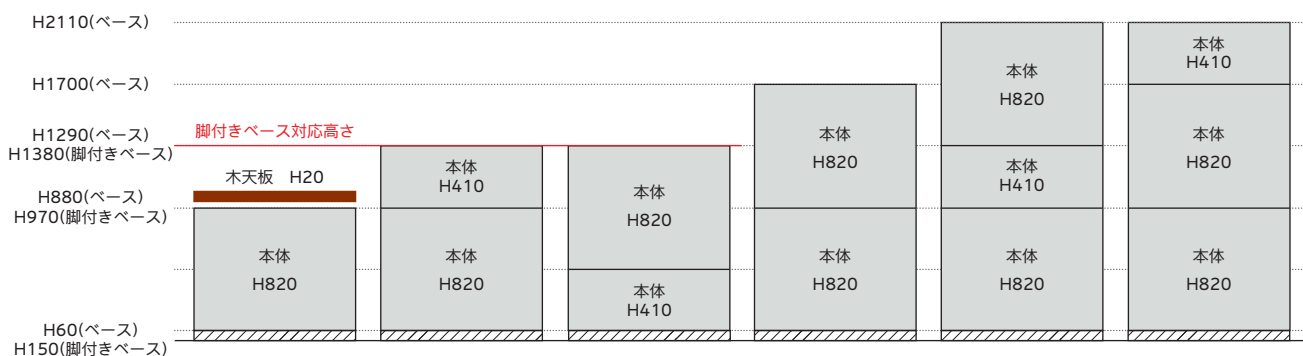 H2110(ベース)
H1700(ベース)
H1290(ベース)
H1380(脚付きベース)
脚付きベース対応高さ
木天板 H20
H880(ベース)
H970(脚付きベース)
H60(ベース)
H150(脚付きベース)
本体
H820
本体
H410
本体
H820
本体
H820
本体
H410
本体
H820
本体
H820
本体
H820
本体
H410
本体
H820
本体
H410
本体
H820
本体
H820